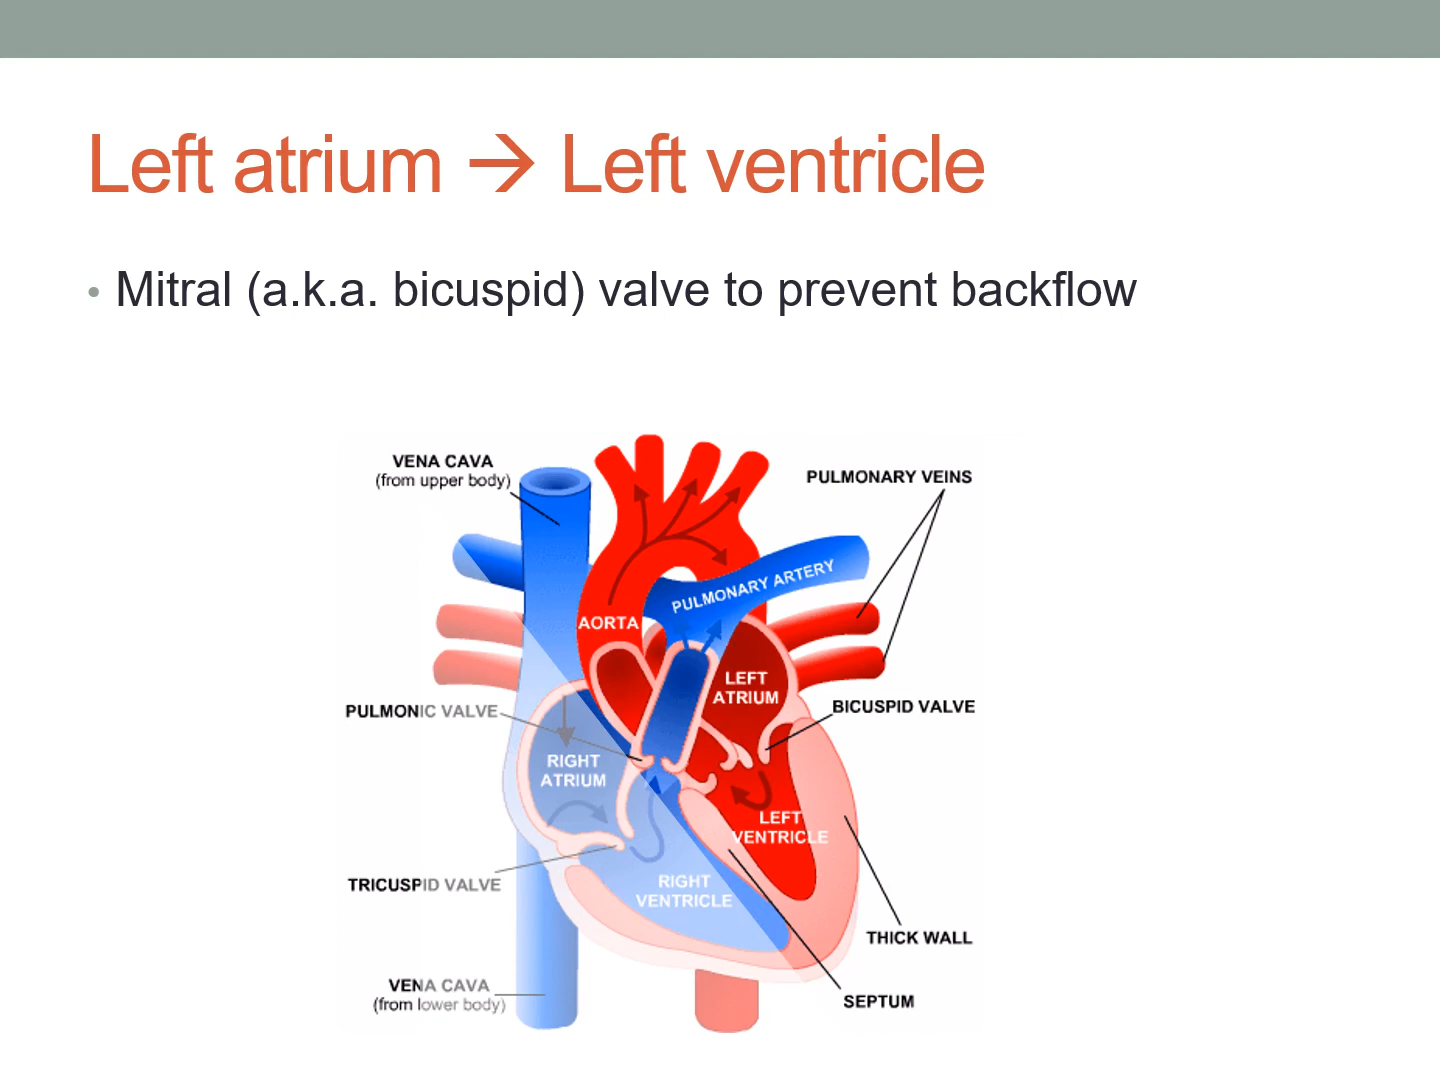 Left atrium → Left ventricle
• Mitral (a.k.a. bicuspid) valve to prevent backflow
VENA CAVA
(from upper body)
PULMONARY VEINS
PULMONARY ARTERY
AORTA
LEFT
ATRIUM
BICUSPID VALVE
PULMONIC VALVE
RIGHT
ATRIUM
LEFT
VENTRICLE
TRICUSPID VALVE
RIGHT
VENTRICLE
THICK WALL
VENA CAVA
(from lower body)
SEPTUM